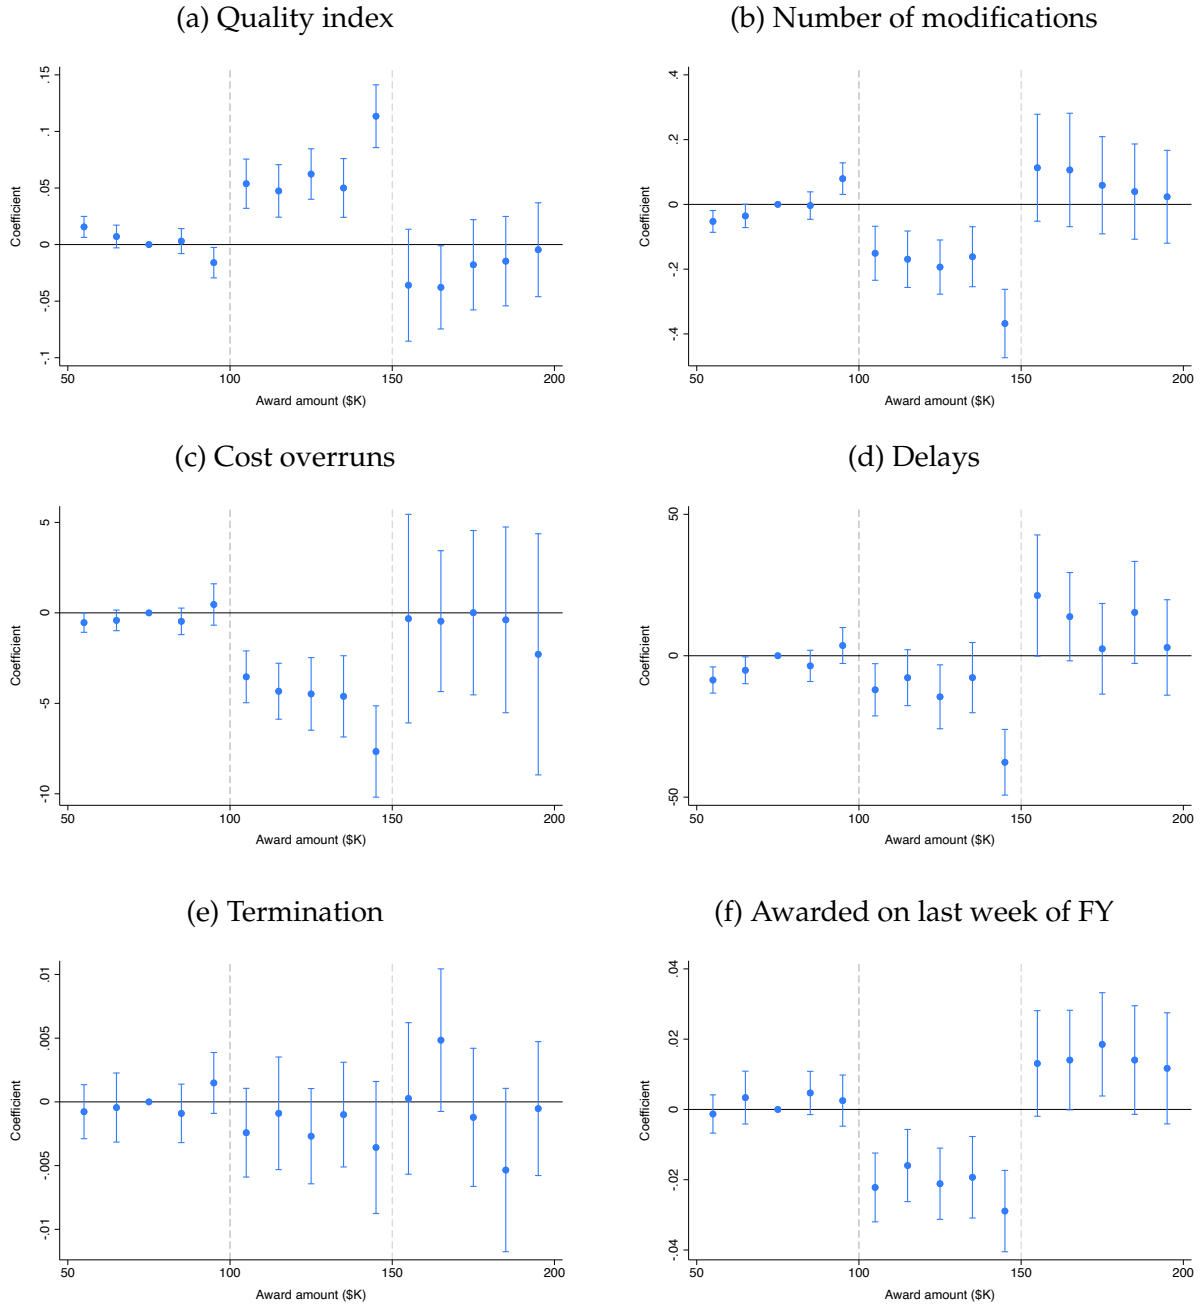 (a) Quality index
.15
.1
.05
0
-.05
-.1
Coefficient
50 100 150 200
Award amount ($K)
(b) Number of modifications
.4
.2
0
-.2
-.4
Coefficient
50 100 150 200
Award amount ($K)
(c) Cost overruns
5
0
-5
-10
Coefficient
50 100 150 200
Award amount ($K)
(d) Delays
50
0
-50
Coefficient
50 100 150 200
Award amount ($K)
(e) Termination
.01
.005
0
-.005
-.01
Coefficient
50 100 150 200
Award amount ($K)
(f) Awarded on last week of FY
.04
.02
0
-.02
-.04
Coefficient
50 100 150 200
Award amount ($K)